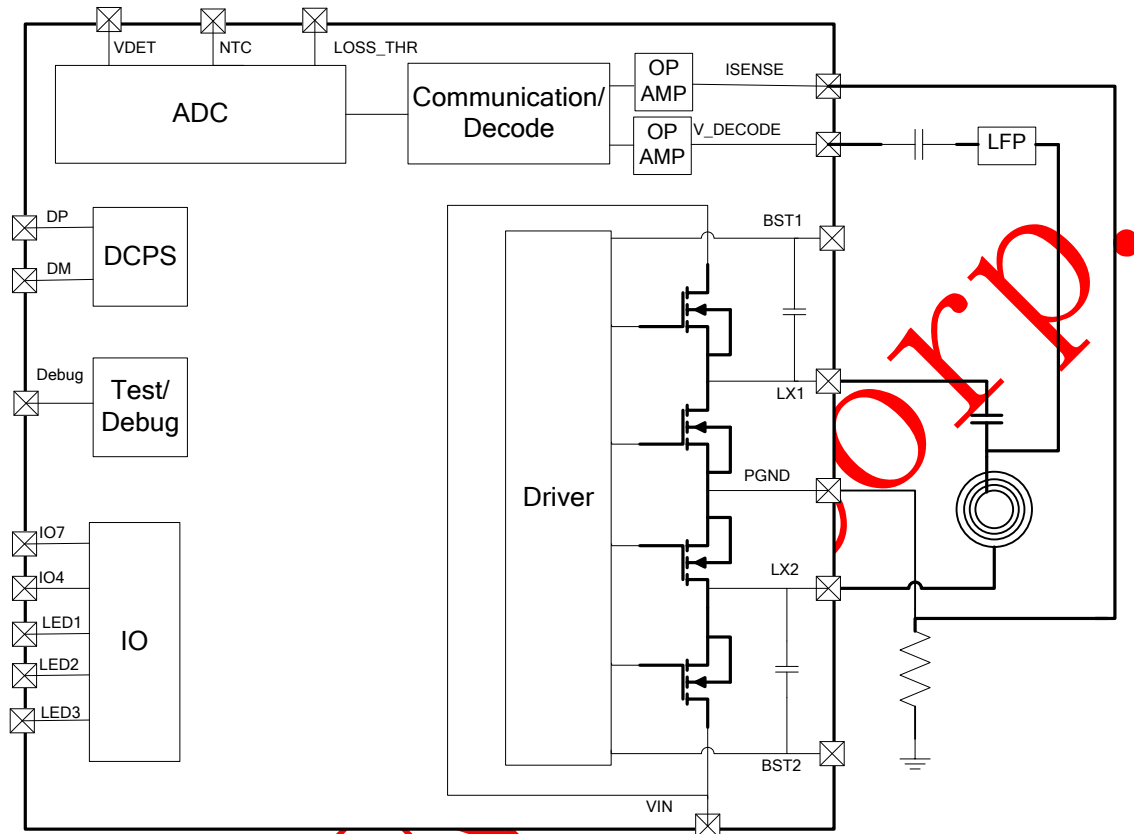 VDET
NTC
LOSS_THR
ADC
Communication/
Decode
OP
AMP
ISENSE
OP
AMP
V_DECODE
LFP
DP
DM
DCPS
BST1
Debug
Test/
Debug
LX1
PGND
Driver
LX2
IO7
IO4
LED1
LED2
LED3
IO
BST2
VIN
orp.